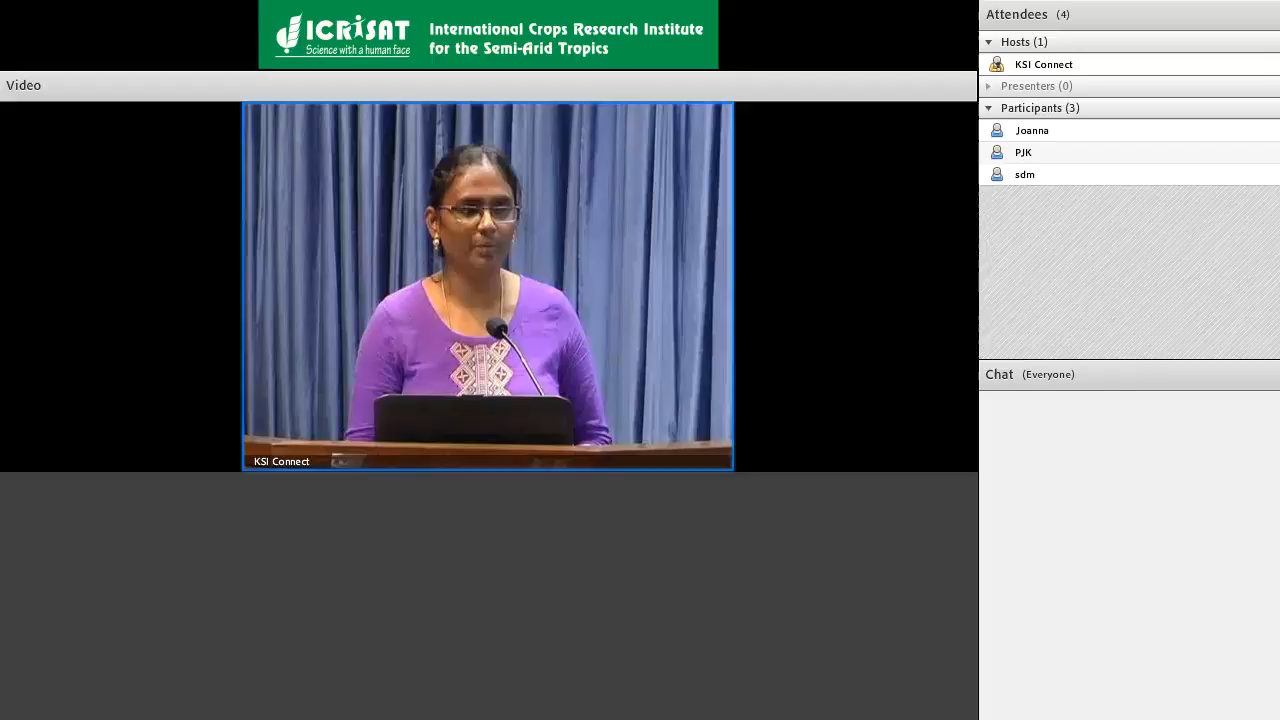 ICRISAT
Science with a human face
International Crops Research Institute
for the Semi-Arid Tropics
Video
KSI Connect
Attendees (4)
Hosts (1)
KSI Connect
Presenters (0)
Participants (3)
Joanna
PJK
sdm
Chat (Everyone)